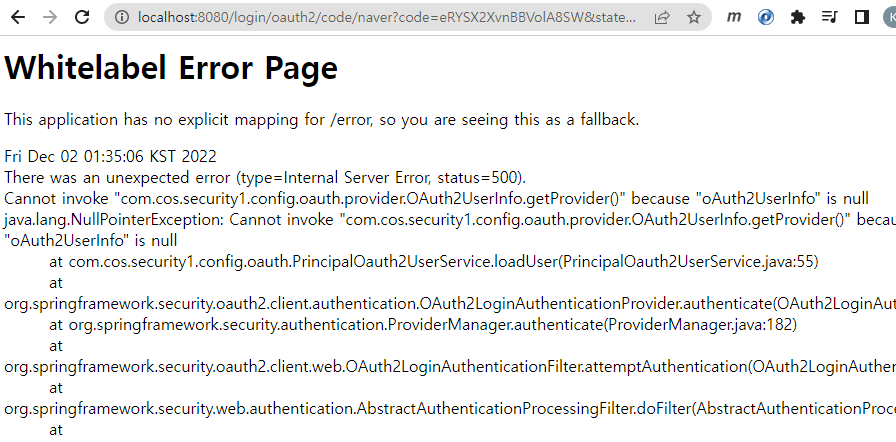 localhost:8080/login/oauth2/code/naver?code=eRYSX2XvnBBVolA8SW&state...
m
K
Whitelabel Error Page
This application has no explicit mapping for /error, so you are seeing this as a fallback.
Fri Dec 02 01:35:06 KST 2022
There was an unexpected error (type=Internal Server Error, status=500).
Cannot invoke "com.cos.security1.config.oauth.provider.OAuth2UserInfo.getProvider()" because "oAuth2UserInfo" is null
java.lang.NullPointerException: Cannot invoke "com.cos.security1.config.oauth.provider.OAuth2UserInfo.getProvider()" becau
"oAuth2UserInfo" is null
at com.cos.security1.config.oauth.PrincipalOauth2UserService.loadUser(PrincipalOauth2UserService.java:55)
at
org.springframework.security.oauth2.client.authentication.OAuth2LoginAuthenticationProvider.authenticate(OAuth2LoginAut
at org.springframework.security.authentication.ProviderManager.authenticate(ProviderManager.java:182)
at
org.springframework.security.oauth2.client.web.OAuth2LoginAuthenticationFilter.attemptAuthentication(OAuth2LoginAuthen
at
org.springframework.security.web.authentication.AbstractAuthenticationProcessingFilter.doFilter(AbstractAuthenticationProce
at